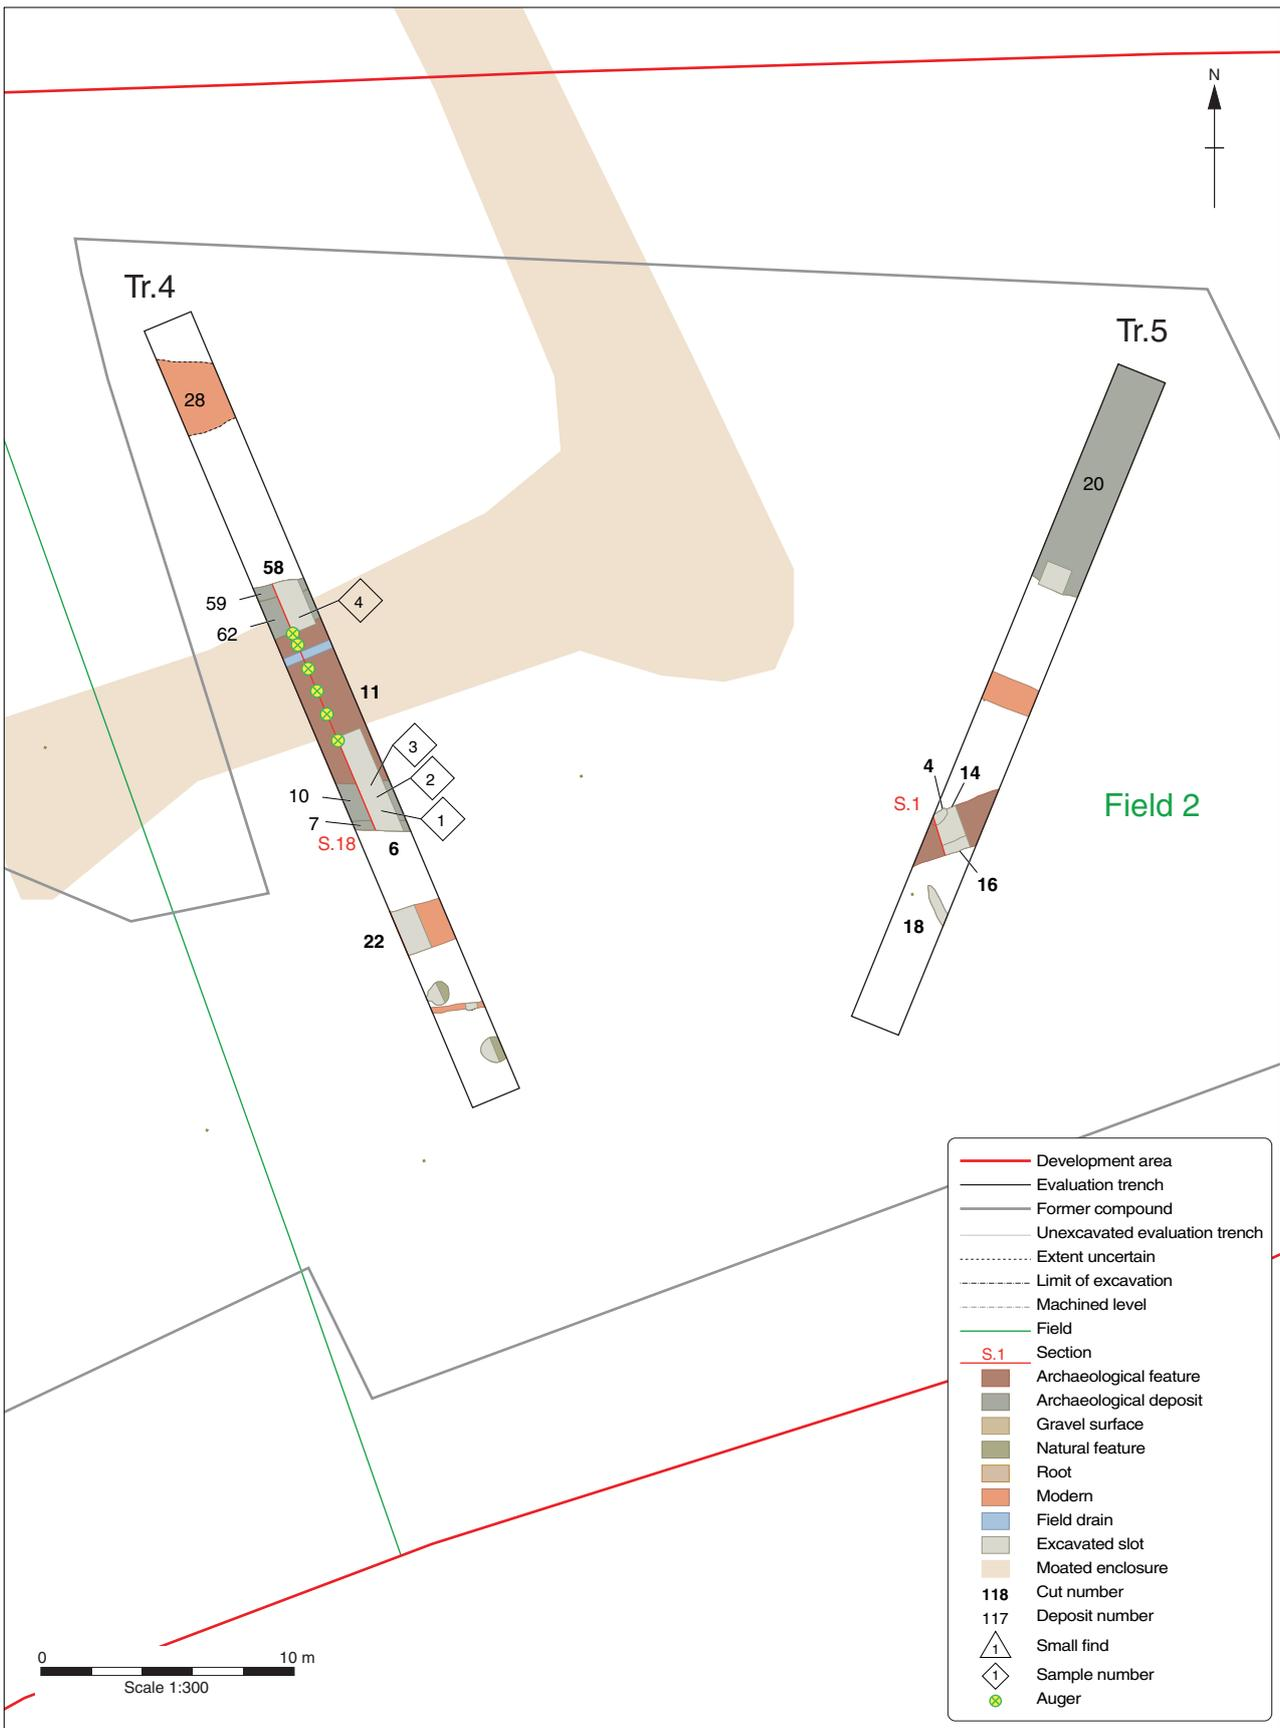 N
Tr.4
Tr.5
28
20
58
59
4
62
11
3
2
10
1
7
S.18
6
4
14
S.1
Field 2
16
18
22
Development area
Evaluation trench
Former compound
Unexcavated evaluation trench
Extent uncertain
Limit of excavation
Machined level
Field
S.1 Section
Archaeological feature
Archaeological deposit
Gravel surface
Natural feature
Root
Modern
Field drain
Excavated slot
Moated enclosure
118 Cut number
117 Deposit number
1 Small find
1 Sample number
Auger
0 10 m
Scale 1:300